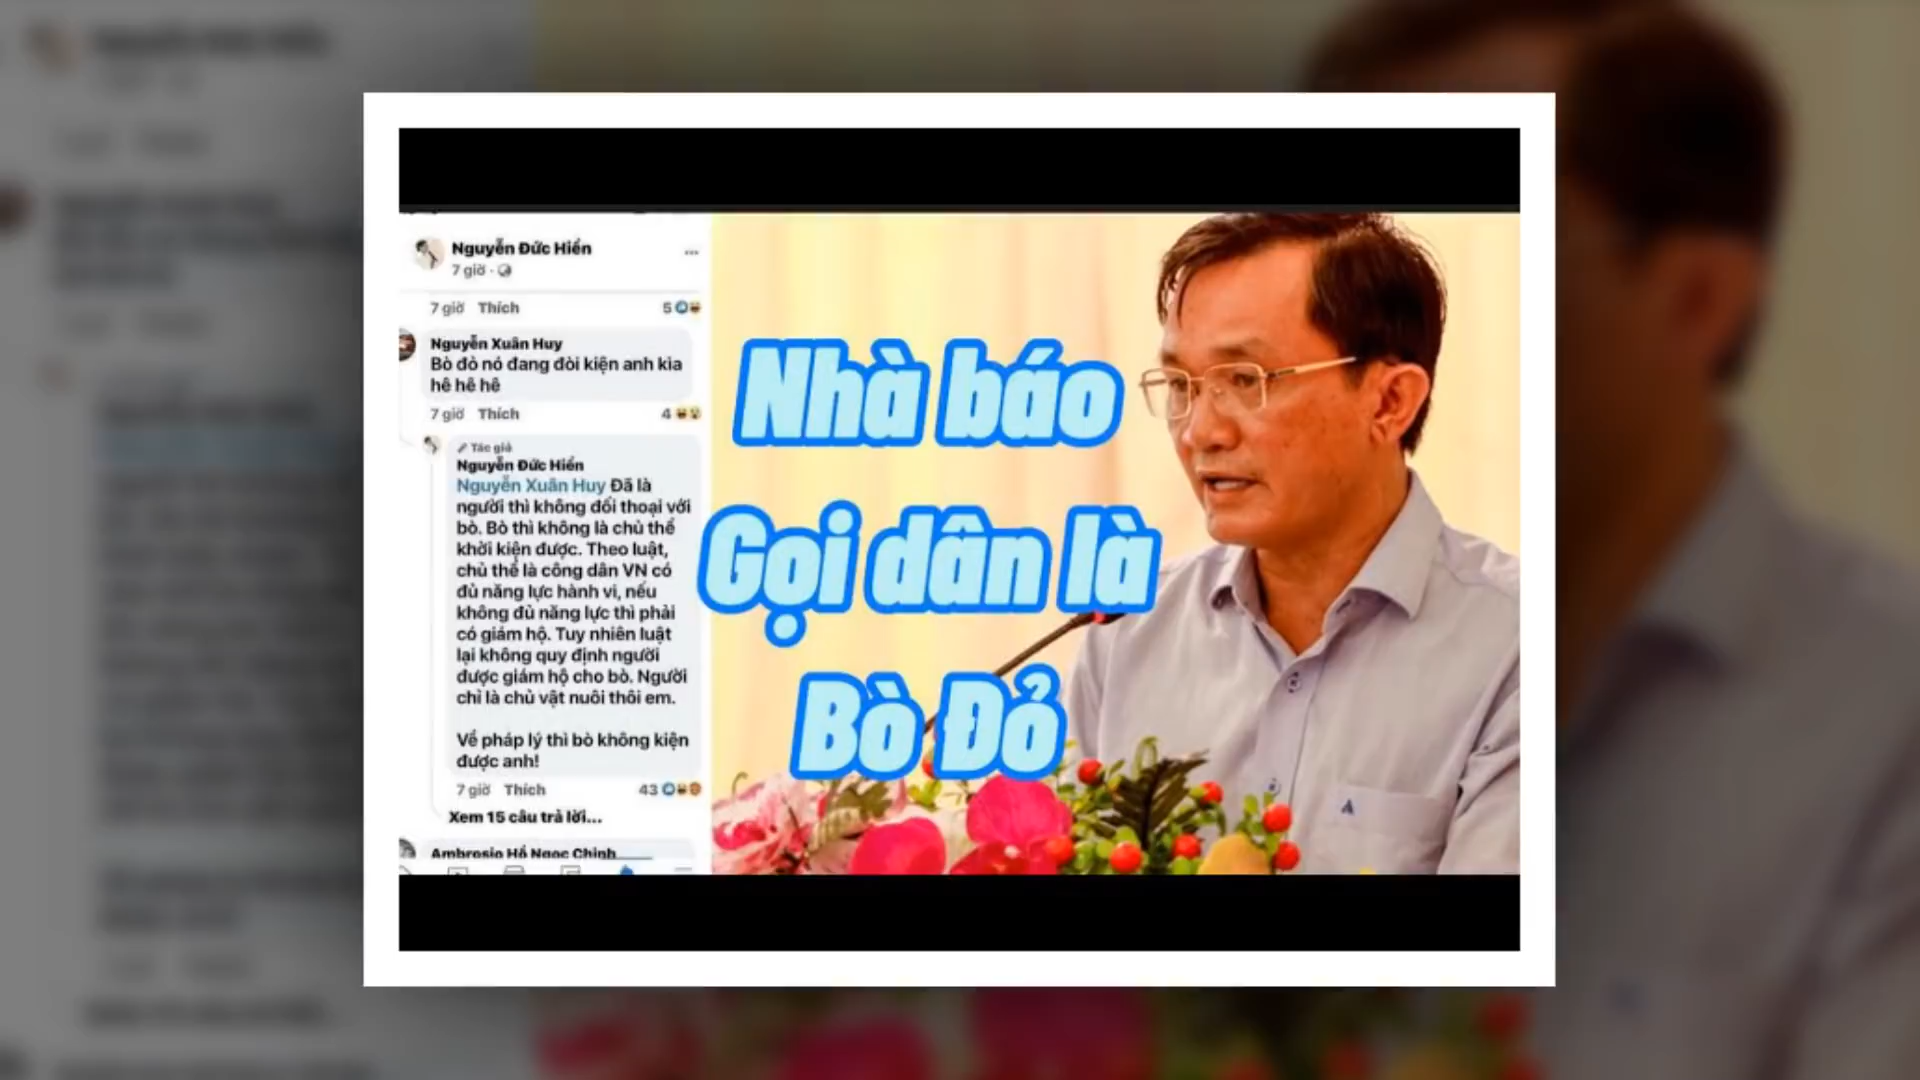 Nguyễn Đức Hiển
7 giờ
7 giờ Thích 5
Nguyễn Xuân Huy
Bò đỏ nó đang đòi kiện anh kìa
hê hê hê
7 giờ Thích 4
Tác giả
Nguyễn Đức Hiển
Nguyễn Xuân Huy Đã là
người thì không đối thoại với
bò. Bò thì không là chủ thể
khởi kiện được. Theo luật,
chủ thể là công dân VN có
đủ năng lực hành vi, nếu
không đủ năng lực thì phải
có giám hộ. Tuy nhiên luật
lại không quy định người
được giám hộ cho bò. Người
chỉ là chủ vật nuôi thôi em.
Về pháp lý thì bò không kiện
được anh!
7 giờ Thích 43
Xem 15 câu trả lời...
Ambrosio Hồ Ngọc Chinh
Nhà báo
Gọi dân là
Bò Đỏ